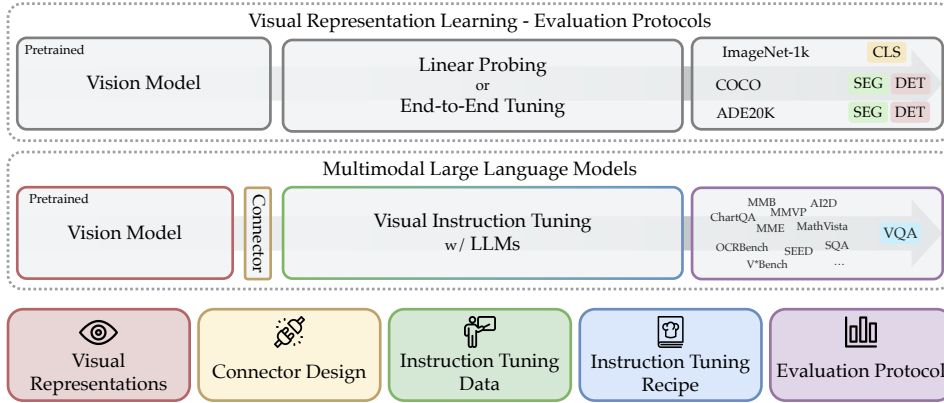 Visual Representation Learning - Evaluation Protocols
Pretrained
Vision Model
Linear Probing
or
End-to-End Tuning
ImageNet-1k CLS
COCO SEG DET
ADE20K SEG DET
Multimodal Large Language Models
Pretrained
Vision Model
Connector
Visual Instruction Tuning
w/ LLMs
MMB AI2D
ChartQA MMVP
MME MathVista
VQA
OCRBench SEED SQA
V*Bench ...
Visual
Representations
Connector Design
Instruction Tuning
Data
Instruction Tuning
Recipe
Evaluation Protocol